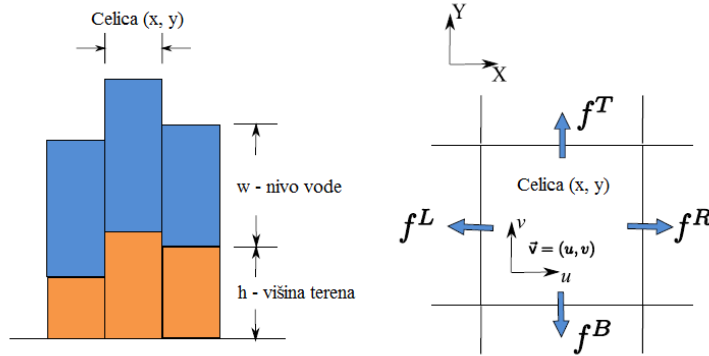 Celica (x, y)
w - nivo vode
h - višina terena
Y
X
f^T
Celica (x, y)
f^L
f^R
v
v⃗ = (u, v)
u
f^B